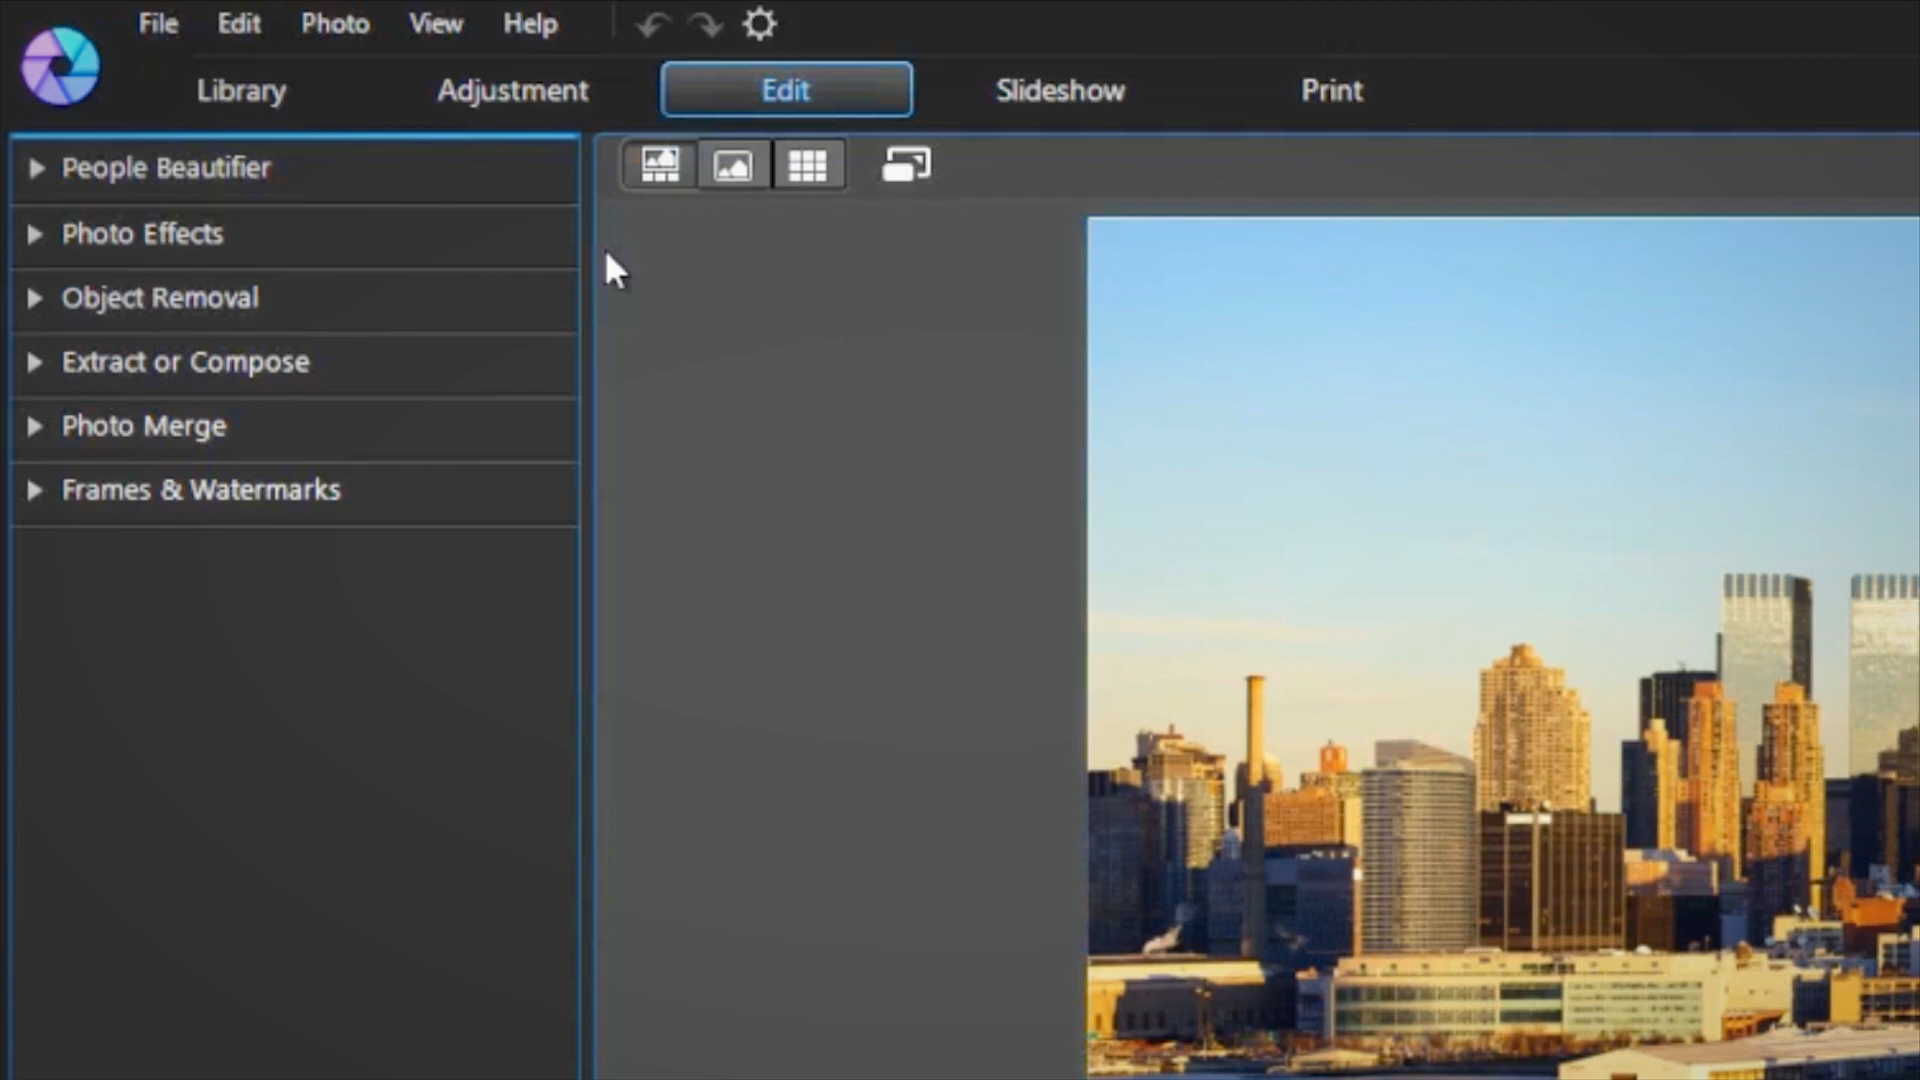 File Edit Photo View Help
Library Adjustment Edit Slideshow Print
People Beautifier
Photo Effects
Object Removal
Extract or Compose
Photo Merge
Frames & Watermarks